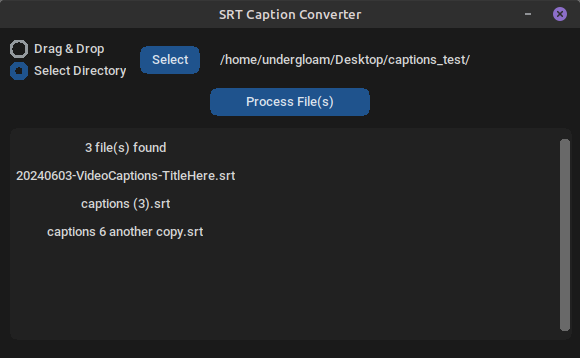 SRT Caption Converter
Drag & Drop
Select Directory
Select
/home/undergloam/Desktop/captions_test/
Process File(s)
3 file(s) found
20240603-VideoCaptions-TitleHere.srt
captions (3).srt
captions 6 another copy.srt